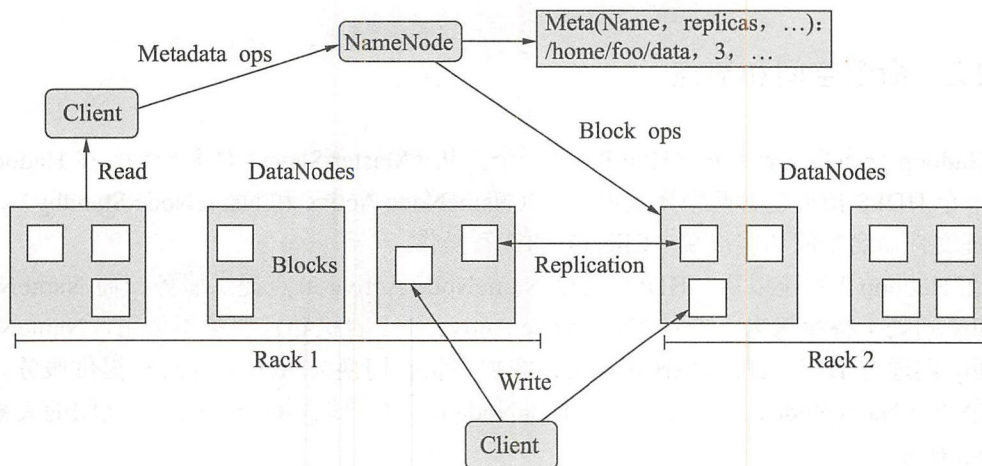 Meta(Name，replicas，…)：
/home/foo/data，3，…
NameNode
Metadata ops
Client
Block ops
Read
DataNodes
DataNodes
Blocks
Replication
Rack 1
Rack 2
Write
Client